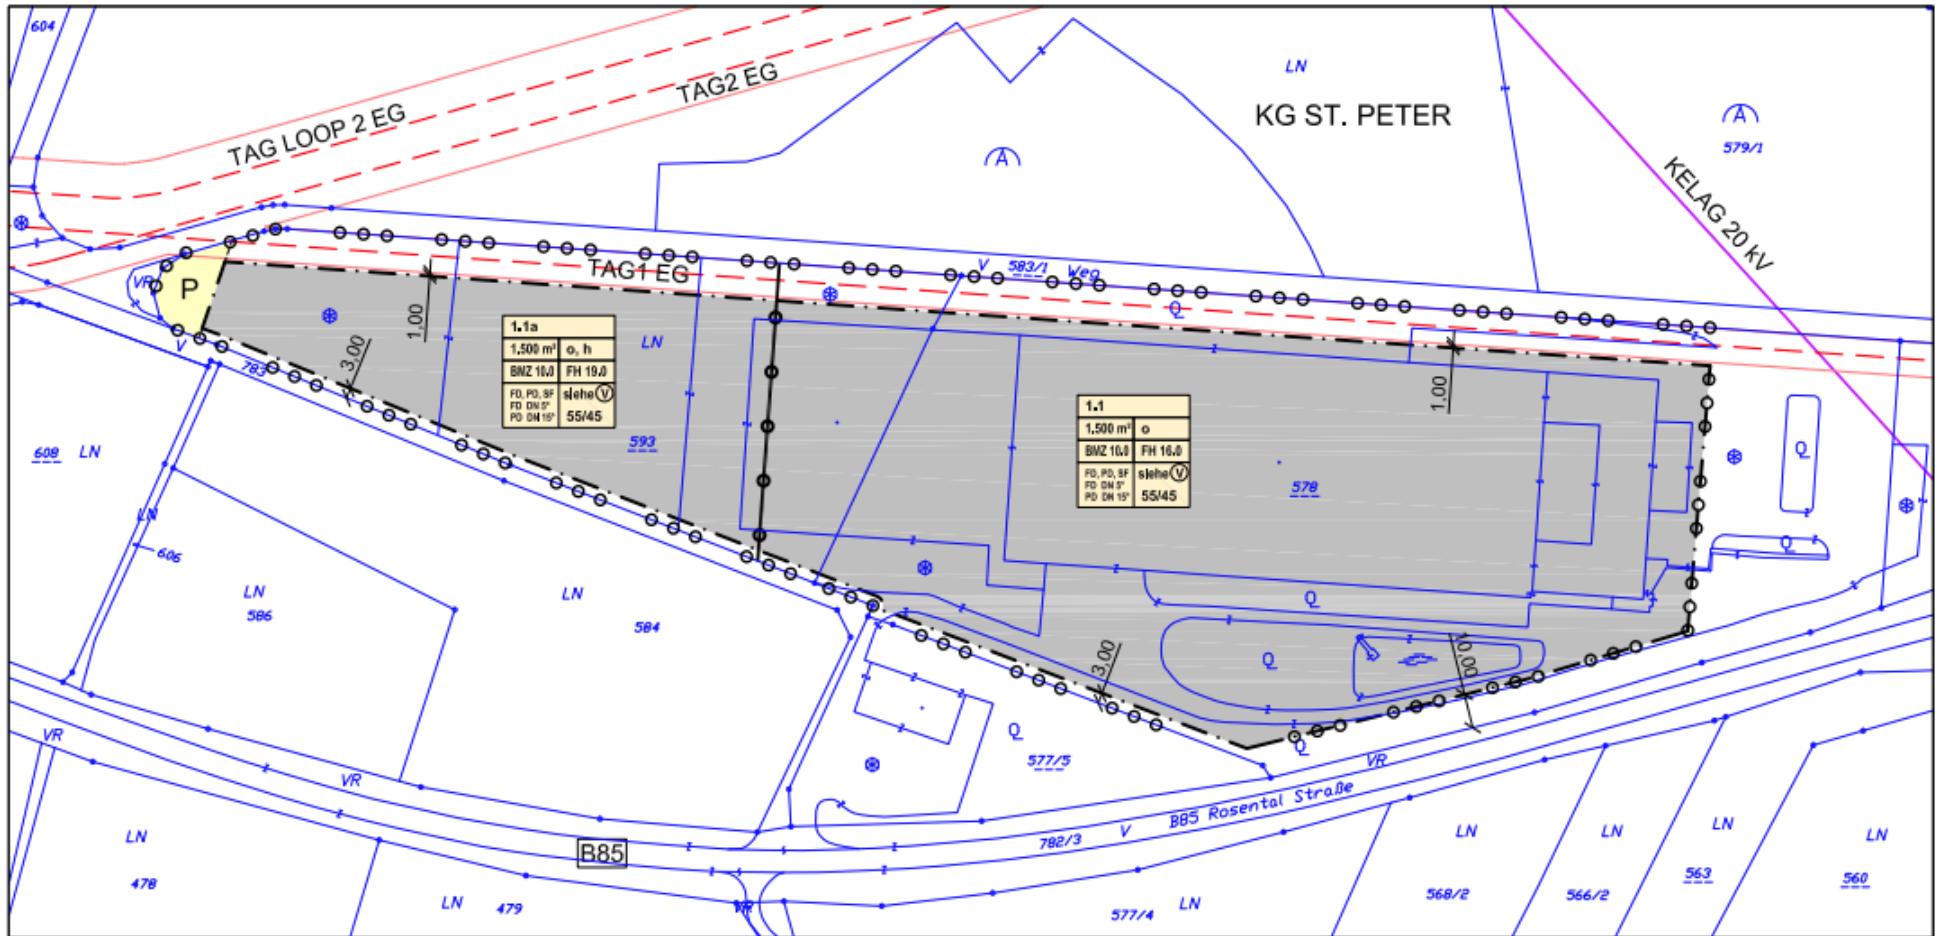 604
TAG LOOP 2 EG
TAG2 EG
LN
KG ST. PETER
A
579/1
A
KELAG 20 kV
VR
P
TAG1 EG
V
583/1
Weg
Q
1,00
3,00
V
783
1.1a
1.500 m² o, h
BMZ 10.0 FH 19.0
FD, PD, SF siehe V
FD DN 5°
PD DN 15° 55/45
LN
593
1.1
1.500 m² o
BMZ 10.0 FH 16.0
FD, PD, SF siehe V
FD DN 5°
PD DN 15° 55/45
1,00
578
Q
Q
608 LN
LN
606
LN
586
LN
584
Q
Q
3,00
10,00
Q
Q
577/5
VR
VR
VR
B85 Rosental Straße
V
782/3
B85
LN
478
LN
479
VR
577/4
LN
LN
568/2
LN
566/2
LN
563
LN
560